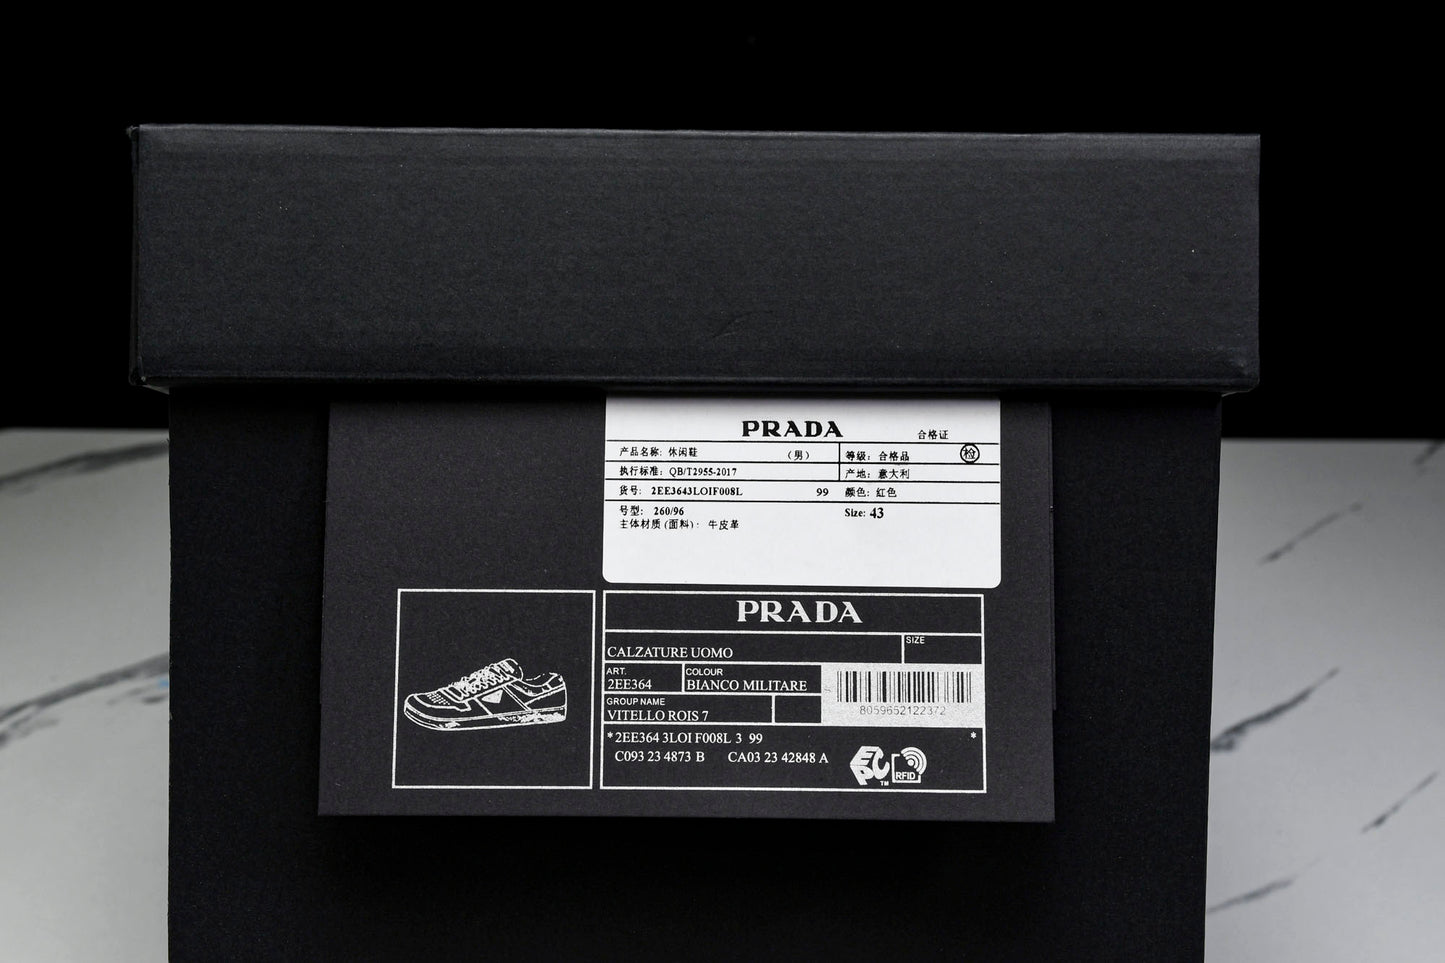 PRADA 合格证
产品名称: 休闲鞋 (男) 等级: 合格品 检
执行标准: QB/T2955-2017 产地: 意大利
货号: 2EE3643LOIF008L 99 颜色: 红色
号型: 260/96 Size: 43
主体材质(面料): 牛皮革
PRADA
CALZATURE UOMO SIZE
ART. COLOUR
2EE364 BIANCO MILITARE
GROUP NAME
VITELLO ROIS 7
8059652122372
*2EE364 3LOI F008L 3 99 *
C093 23 4873 B CA03 23 42848 A
EPC TM RFID